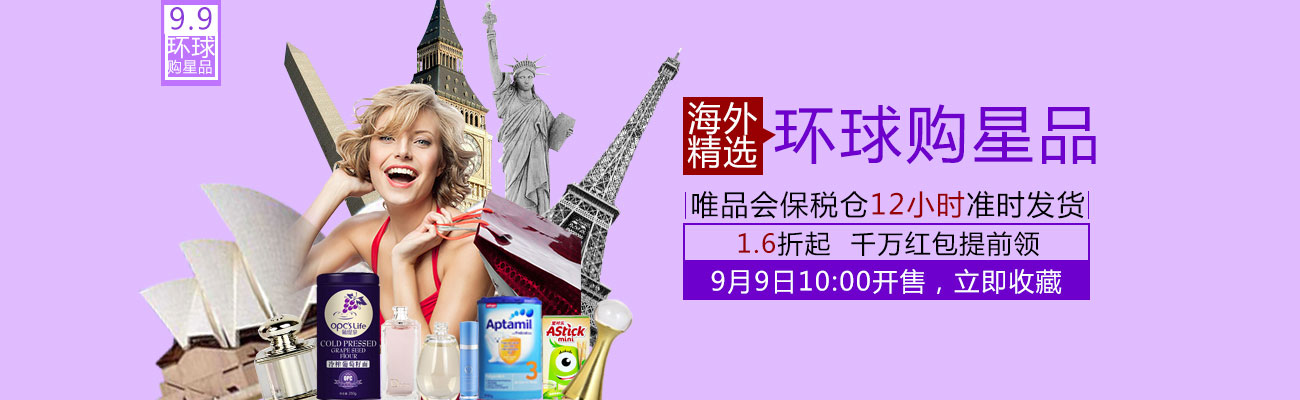 9.9
环球
购星品
海外
精选
环球购星品
唯品会保税仓12小时准时发货
1.6折起 千万红包提前领
9月9日10:00开售，立即收藏
OPC'S Life
COLD PRESSED
GRAPE SEED
FLOUR
OPC
Aptamil
3
AStick
mini